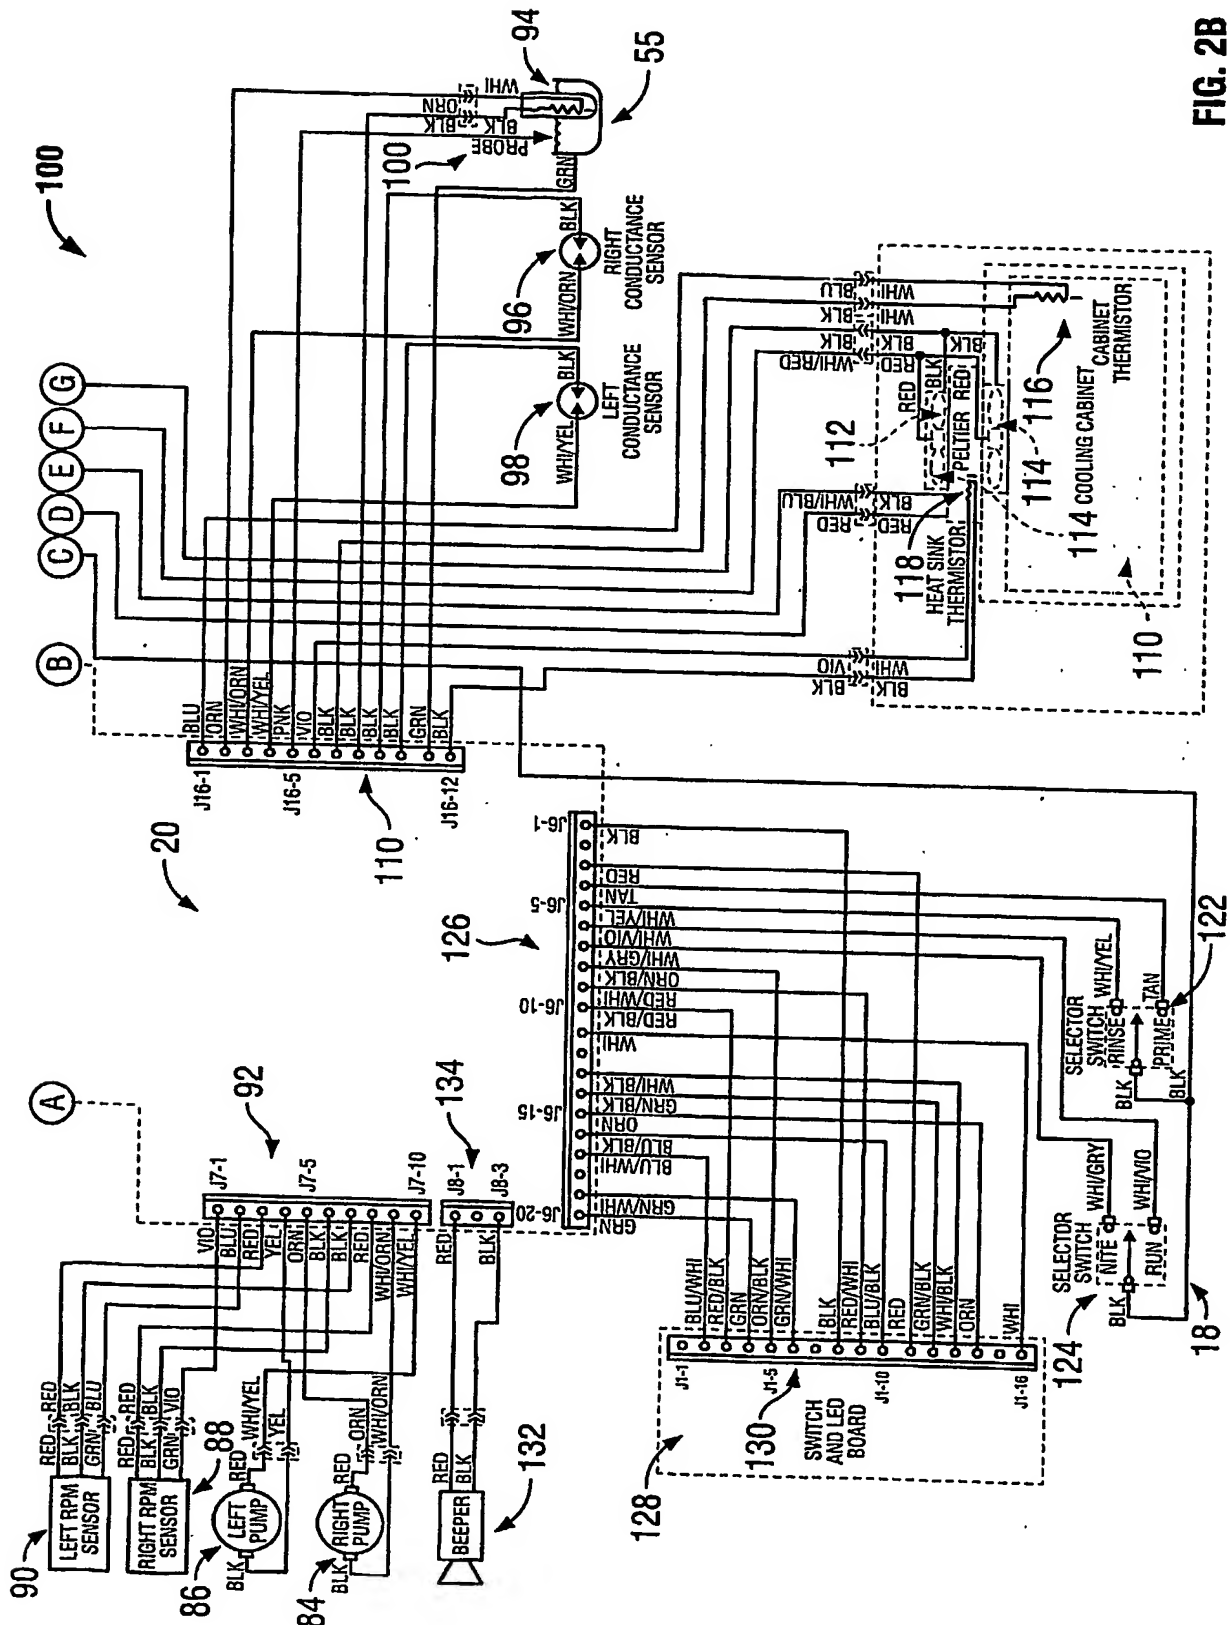 FIG. 2B
100
20
A
B
C
D
E
F
G
90
LEFT RPM
SENSOR
RED
BLK
GRN
RED
BLK
BLU
RIGHT RPM
SENSOR
88
RED
BLK
GRN
RED
BLK
VIO
86
LEFT
PUMP
BLK
RED
WHI/YEL
YEL
84
RIGHT
PUMP
BLK
RED
ORN
WHI/ORN
92
J7-1
J7-5
J7-10
VIO
BLU
RED
YEL
ORN
BLK
BLK
RED
WHI/ORN
WHI/YEL
134
J8-1
J8-3
RED
BLK
BEEPER
RED
BLK
132
J16-1
J16-5
J16-12
110
BLU
ORN
WHI/ORN
WHI/YEL
PNK
VIO
BLK
BLK
BLK
BLK
GRN
BLK
94
55
WHI
ORN
BLK
BLK
BLK
PROBE
100
GRN
96
BLK
WHI/ORN
RIGHT
CONDUCTANCE
SENSOR
98
BLK
WHI/YEL
LEFT
CONDUCTANCE
SENSOR
126
J6-1
J6-5
J6-10
J6-15
J6-20
BLK
RED
TAN
WHI/YEL
WHI/VIO
WHI/GRY
ORN/BLK
RED/WHI
RED/BLK
WHI
WHI/BLK
GRN/BLK
ORN
BLU/BLK
BLU/WHI
GRN/WHI
GRN
128
130
SWITCH
AND LED
BOARD
J1-1
J1-5
J1-10
J1-16
BLU/WHI
RED/BLK
GRN
ORN/BLK
GRN/WHI
BLK
RED/WHI
BLU/BLK
RED
GRN/BLK
WHI/BLK
ORN
WHI
124
SELECTOR
SWITCH
NITE
RUN
BLK
WHI/GRY
WHI/VIO
18
SELECTOR
SWITCH
RINSE
PRIME
BLK
BLK
WHI/YEL
TAN
122
BLU
WHI
BLK
WHI
BLK
BLK
WHI/RED
RED
WHI/BLU
BLK
RED
RED
VIO
WHI
BLK
BLK
112
RED
BLK
BLK
PELTIER
RED
118
HEAT SINK
THERMISTOR
114
114
COOLING CABINET
116
CABINET
THERMISTOR
110